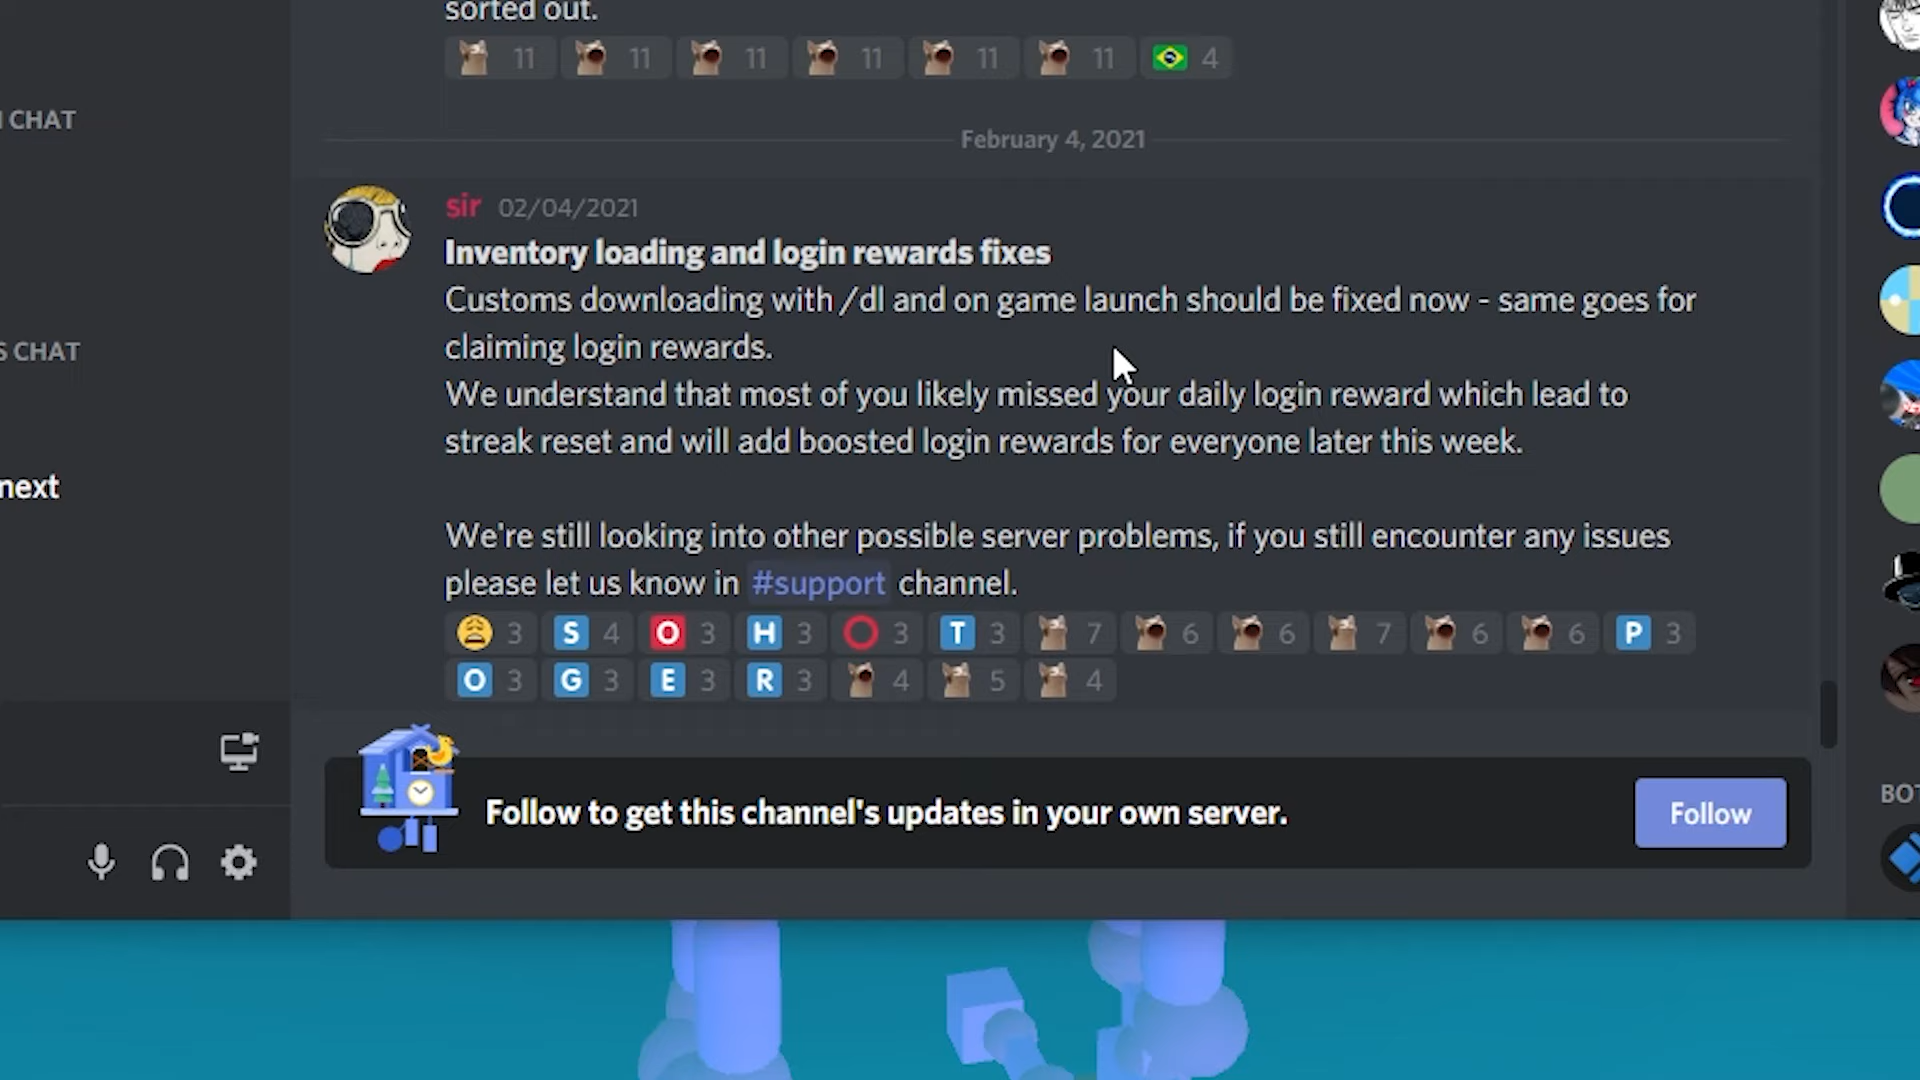 sorted out.
11 11 11 11 11 11 4
CHAT
February 4, 2021
sir 02/04/2021
Inventory loading and login rewards fixes
Customs downloading with /dl and on game launch should be fixed now - same goes for
claiming login rewards.
S CHAT
We understand that most of you likely missed your daily login reward which lead to
streak reset and will add boosted login rewards for everyone later this week.
next
We're still looking into other possible server problems, if you still encounter any issues
please let us know in #support channel.
3 S 4 O 3 H 3 3 T 3 7 6 6 7 6 6 P 3
O 3 G 3 E 3 R 3 4 5 4
Follow to get this channel's updates in your own server.
Follow
BOT